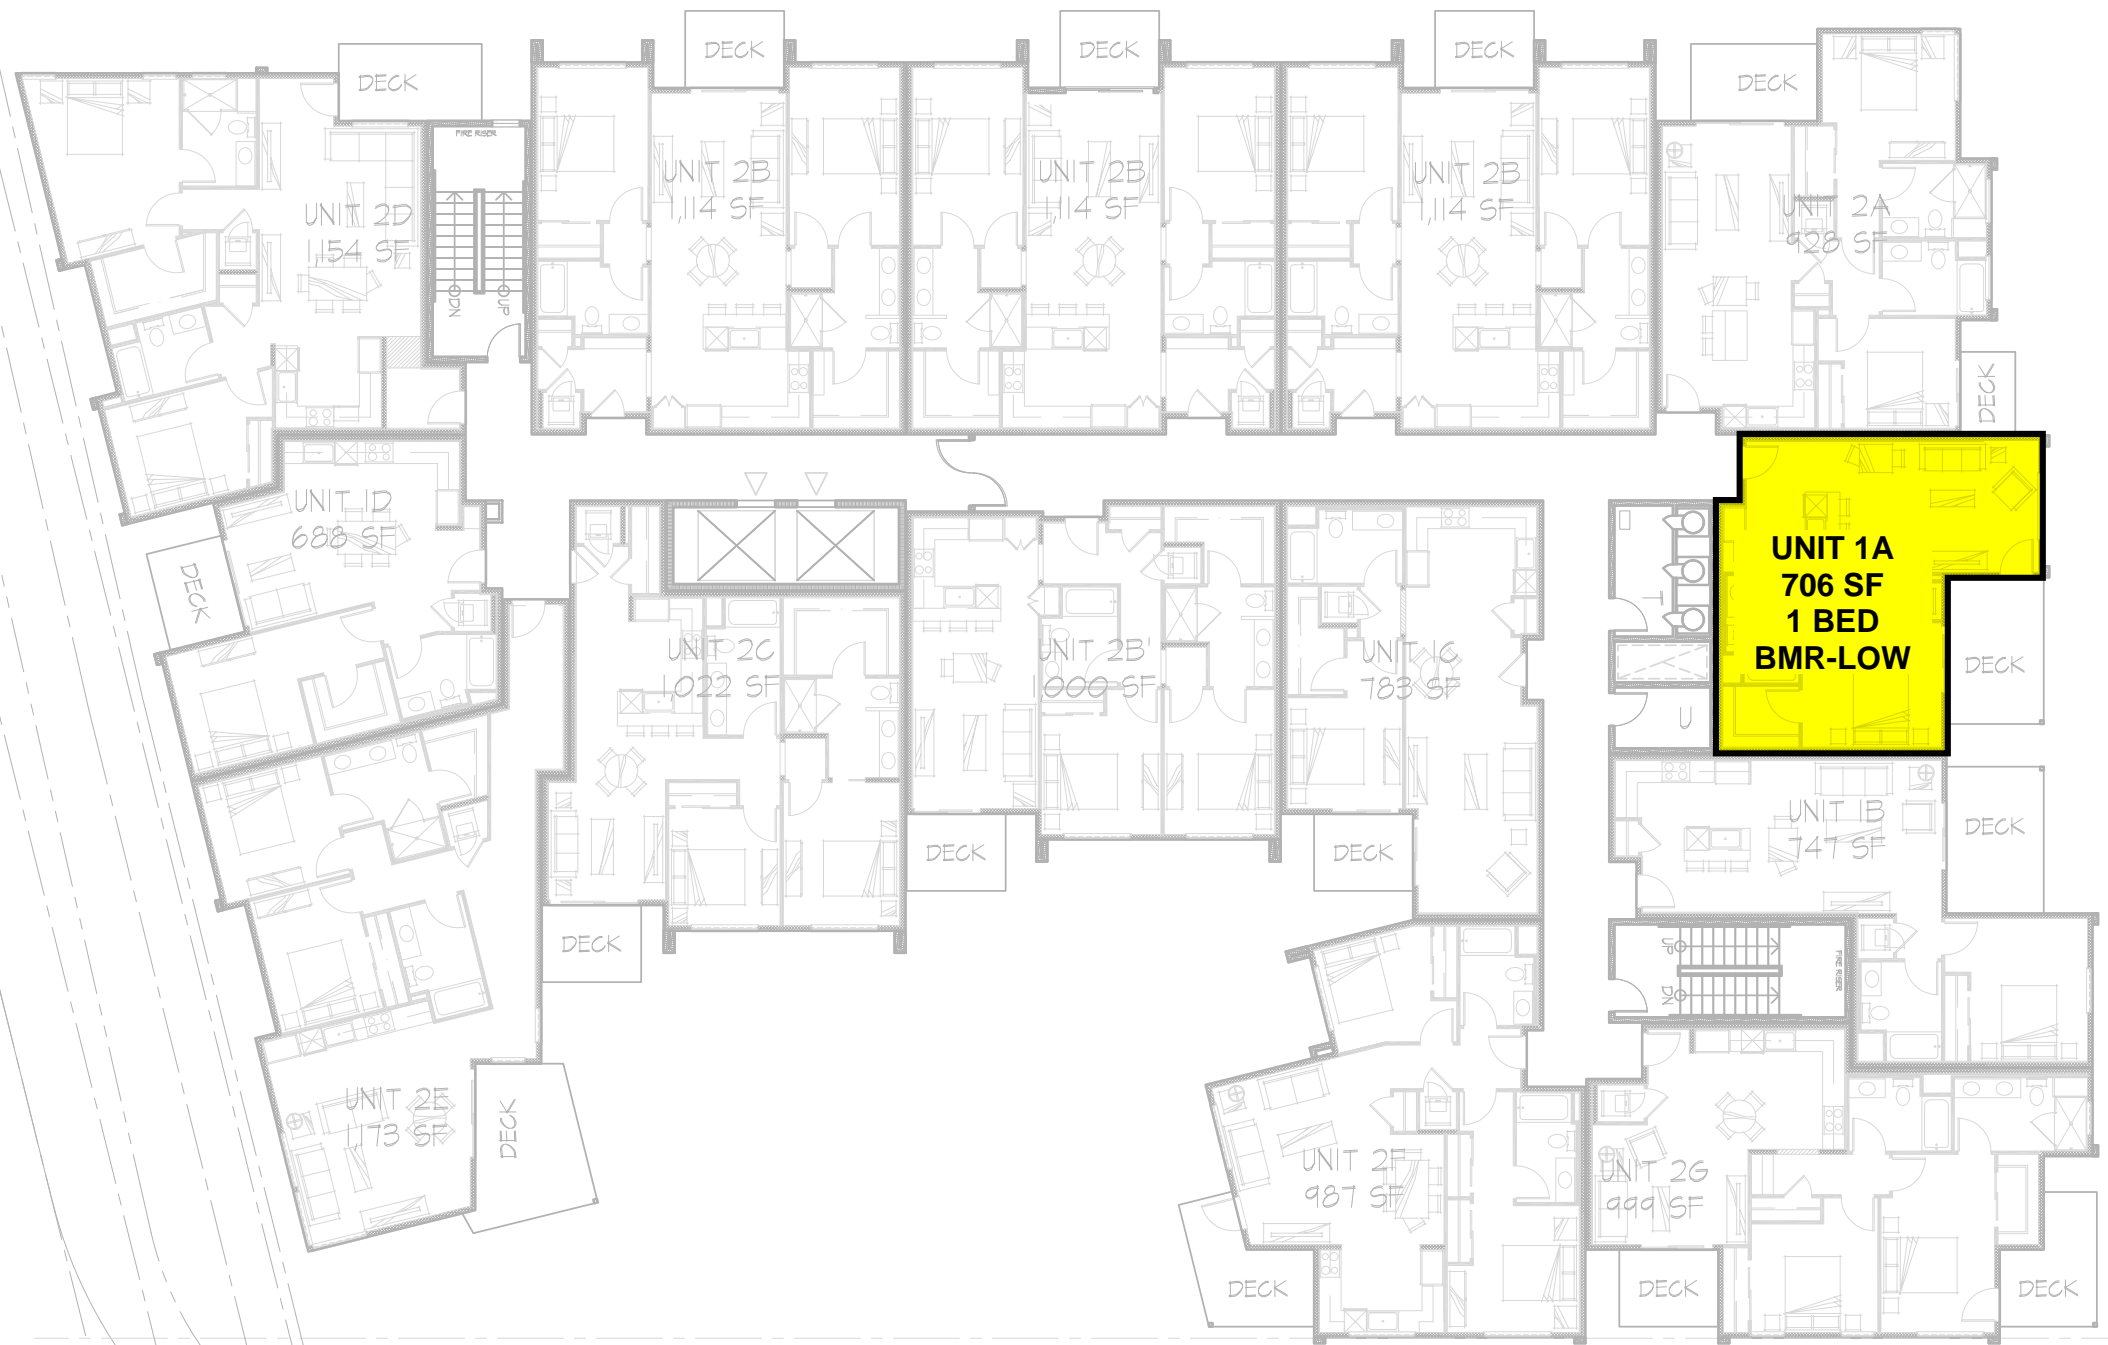 DECK
DECK
DECK
DECK
DECK
FIRE RISER
UNIT 2D
1,154 SF
DN
UP
UNIT 2B
1,114 SF
UNIT 2B
1,114 SF
UNIT 2B
1,114 SF
UNIT 2A
928 SF
DECK
UNIT 1D
688 SF
DECK
UNIT 1A
706 SF
1 BED
BMR-LOW
DECK
T
U
UNIT 2C
1,022 SF
UNIT 2B'
1,000 SF
UNIT 1C
783 SF
UNIT 1B
747 SF
DECK
DECK
DECK
DECK
UP
DN
FIRE RISER
UNIT 2E
1,173 SF
DECK
UNIT 2F
987 SF
UNIT 2G
999 SF
DECK
DECK
DECK